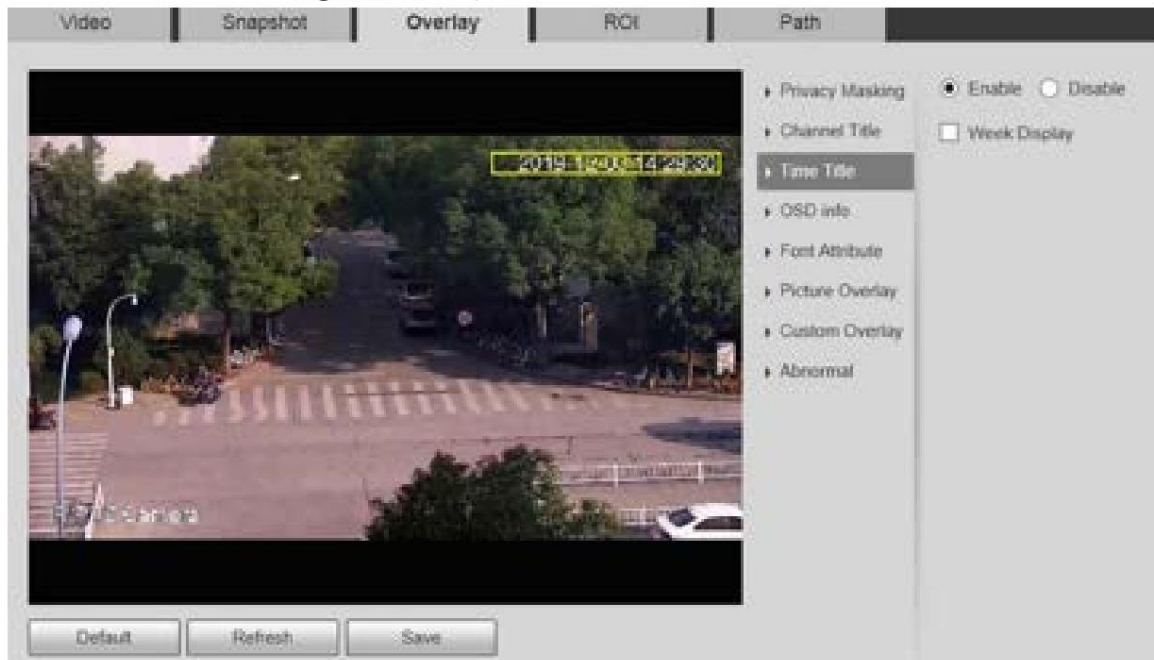 Video Snapshot Overlay ROI Path
Privacy Masking
Enable Disable
Channel Title
Week Display
Time Title
OSD info
Font Attribute
Picture Overlay
Custom Overlay
Abnormal
Default Refresh Save